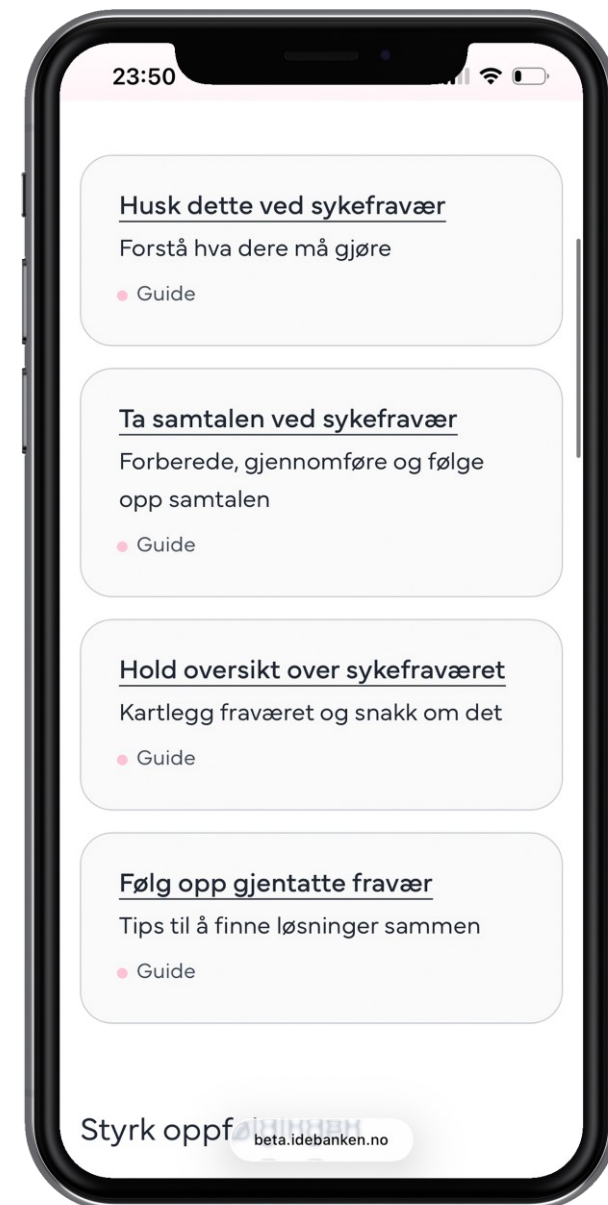 23:50
Husk dette ved sykefravær
Forstå hva dere må gjøre
Guide
Ta samtalen ved sykefravær
Forberede, gjennomføre og følge
opp samtalen
Guide
Hold oversikt over sykefraværet
Kartlegg fraværet og snakk om det
Guide
Følg opp gjentatte fravær
Tips til å finne løsninger sammen
Guide
Styrk
beta.idebanken.no